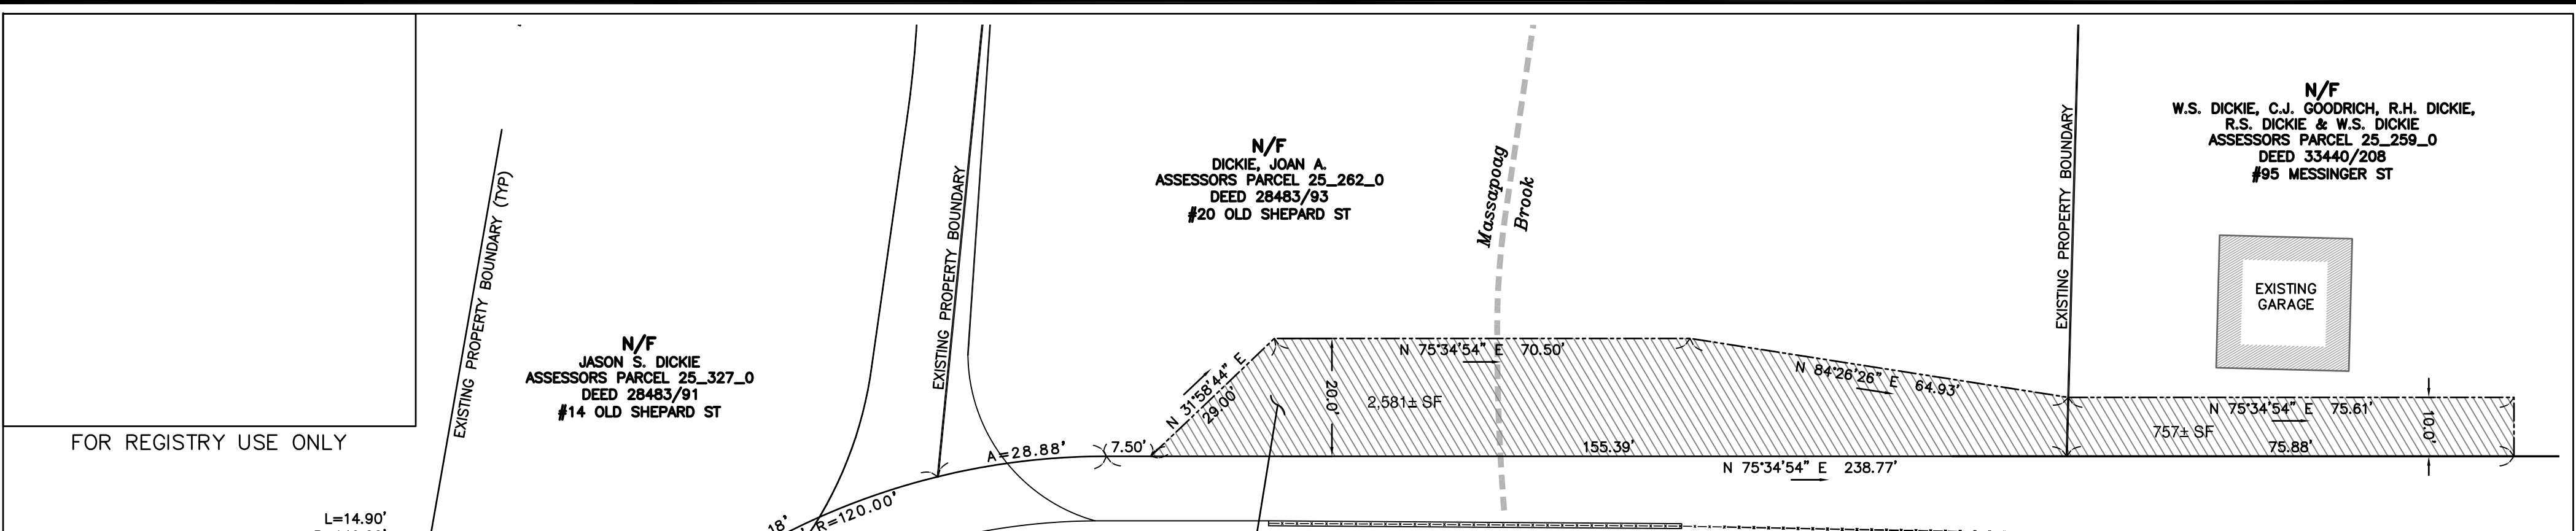 FOR REGISTRY USE ONLY
L=14.90'
EXISTING PROPERTY BOUNDARY (TYP)
N/F
JASON S. DICKIE
ASSESSORS PARCEL 25_327_0
DEED 28483/91
#14 OLD SHEPARD ST
EXISTING PROPERTY BOUNDARY
N/F
DICKIE, JOAN A.
ASSESSORS PARCEL 25_262_0
DEED 28483/93
#20 OLD SHEPARD ST
Massapoag
Brook
EXISTING PROPERTY BOUNDARY
N/F
W.S. DICKIE, C.J. GOODRICH, R.H. DICKIE,
R.S. DICKIE & W.S. DICKIE
ASSESSORS PARCEL 25_259_0
DEED 33440/208
#95 MESSINGER ST
EXISTING
GARAGE
N 31°58'44" E
29.00'
N 75°34'54" E 70.50'
N 84°26'26" E 64.93'
N 75°34'54" E 75.61'
20.0'
2,581± SF
757± SF
10.0'
A=28.88'
7.50'
155.39'
75.88'
N 75°34'54" E 238.77'
18'
R=120.00'